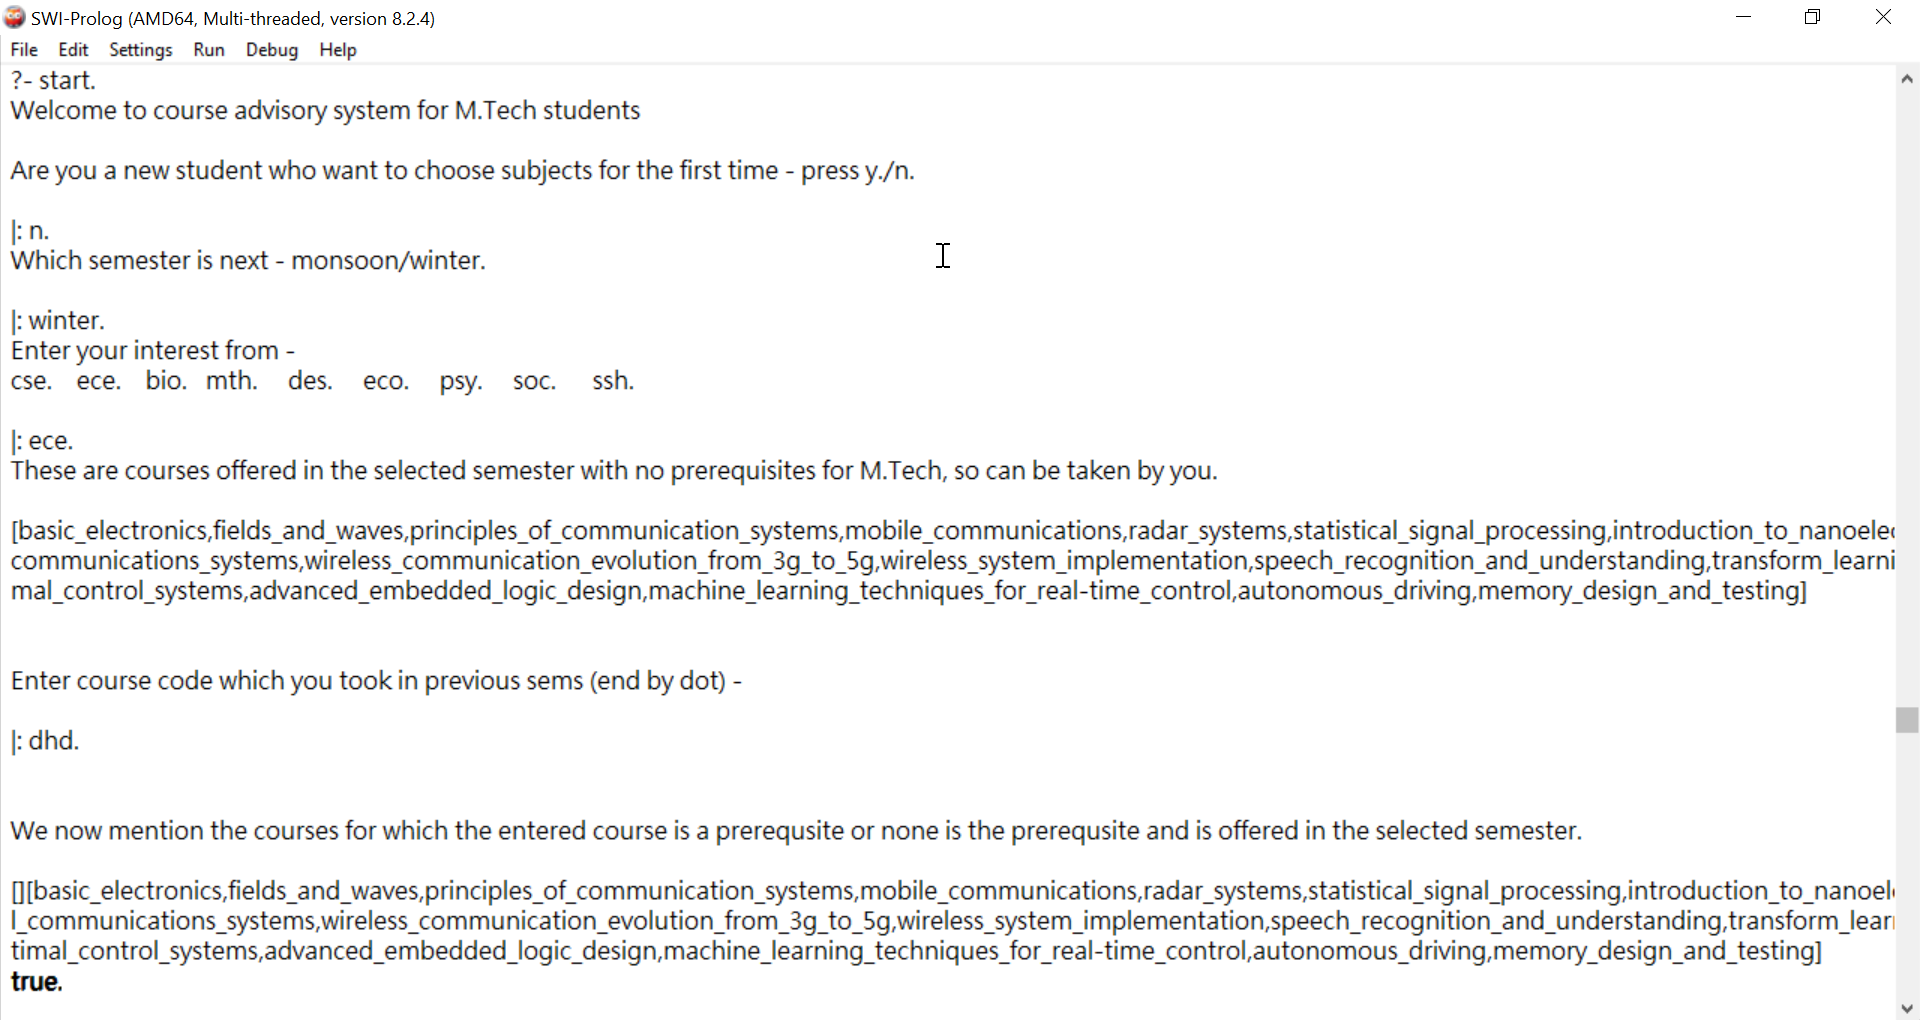 SWI-Prolog (AMD64, Multi-threaded, version 8.2.4)
File Edit Settings Run Debug Help
?- start.
Welcome to course advisory system for M.Tech students
Are you a new student who want to choose subjects for the first time - press y./n.
|: n.
Which semester is next - monsoon/winter.
|: winter.
Enter your interest from -
cse. ece. bio. mth. des. eco. psy. soc. ssh.
|: ece.
These are courses offered in the selected semester with no prerequisites for M.Tech, so can be taken by you.
[basic_electronics,fields_and_waves,principles_of_communication_systems,mobile_communications,radar_systems,statistical_signal_processing,introduction_to_nanoelec
communications_systems,wireless_communication_evolution_from_3g_to_5g,wireless_system_implementation,speech_recognition_and_understanding,transform_learni
mal_control_systems,advanced_embedded_logic_design,machine_learning_techniques_for_real-time_control,autonomous_driving,memory_design_and_testing]
Enter course code which you took in previous sems (end by dot) -
|: dhd.
We now mention the courses for which the entered course is a prerequsite or none is the prerequsite and is offered in the selected semester.
[][basic_electronics,fields_and_waves,principles_of_communication_systems,mobile_communications,radar_systems,statistical_signal_processing,introduction_to_nanoel
l_communications_systems,wireless_communication_evolution_from_3g_to_5g,wireless_system_implementation,speech_recognition_and_understanding,transform_lear
timal_control_systems,advanced_embedded_logic_design,machine_learning_techniques_for_real-time_control,autonomous_driving,memory_design_and_testing]
true.